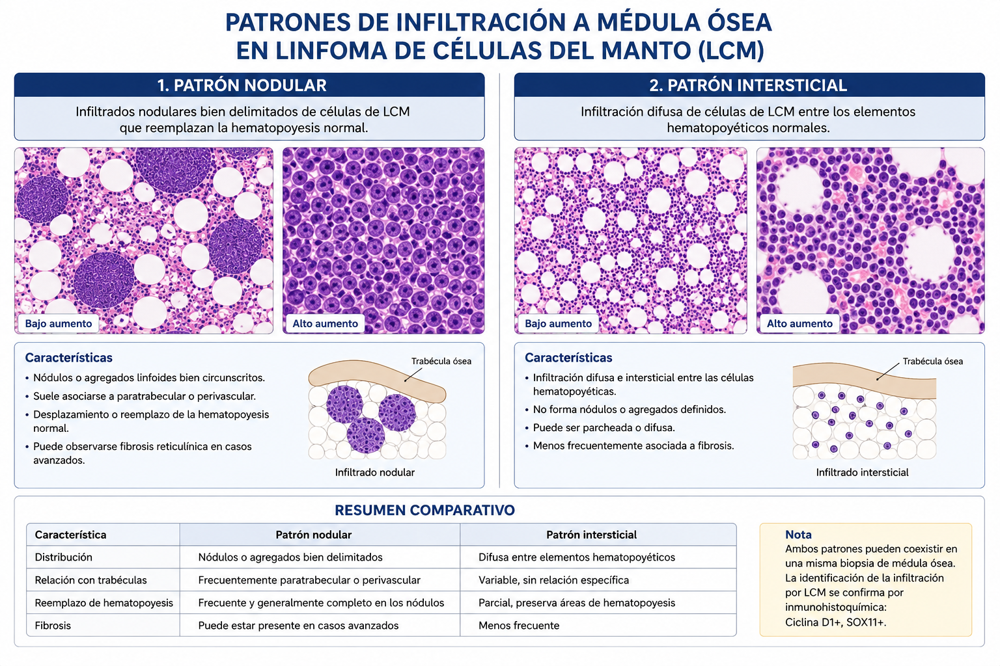 PATRONES DE INFILTRACIÓN A MÉDULA ÓSEA
EN LINFOMA DE CÉLULAS DEL MANTO (LCM)
1. PATRÓN NODULAR
Infiltrados nodulares bien delimitados de células de LCM
que reemplazan la hematopoyesis normal.
Bajo aumento
Alto aumento
Características
• Nódulos o agregados linfoides bien circunscritos.
• Suele asociarse a paratrabecular o perivascular.
• Desplazamiento o reemplazo de la hematopoyesis
normal.
• Puede observarse fibrosis reticulínica en casos
avanzados.
Trabécula ósea
Infiltrado nodular
2. PATRÓN INTERSTICIAL
Infiltración difusa de células de LCM entre los elementos
hematopoyéticos normales.
Bajo aumento
Alto aumento
Características
• Infiltración difusa e intersticial entre las células
hematopoyéticas.
• No forma nódulos o agregados definidos.
• Puede ser parcheada o difusa.
• Menos frecuentemente asociada a fibrosis.
Trabécula ósea
Infiltrado intersticial
RESUMEN COMPARATIVO
Característica Patrón nodular Patrón intersticial
Distribución Nódulos o agregados bien delimitados Difusa entre elementos hematopoyéticos
Relación con trabéculas Frecuentemente paratrabecular o perivascular Variable, sin relación específica
Reemplazo de hematopoyesis Frecuente y generalmente completo en los nódulos Parcial, preserva áreas de hematopoyesis
Fibrosis Puede estar presente en casos avanzados Menos frecuente
Nota
Ambos patrones pueden coexistir en
una misma biopsia de médula ósea.
La identificación de la infiltración
por LCM se confirma por
inmunohistoquímica:
Ciclina D1+, SOX11+.